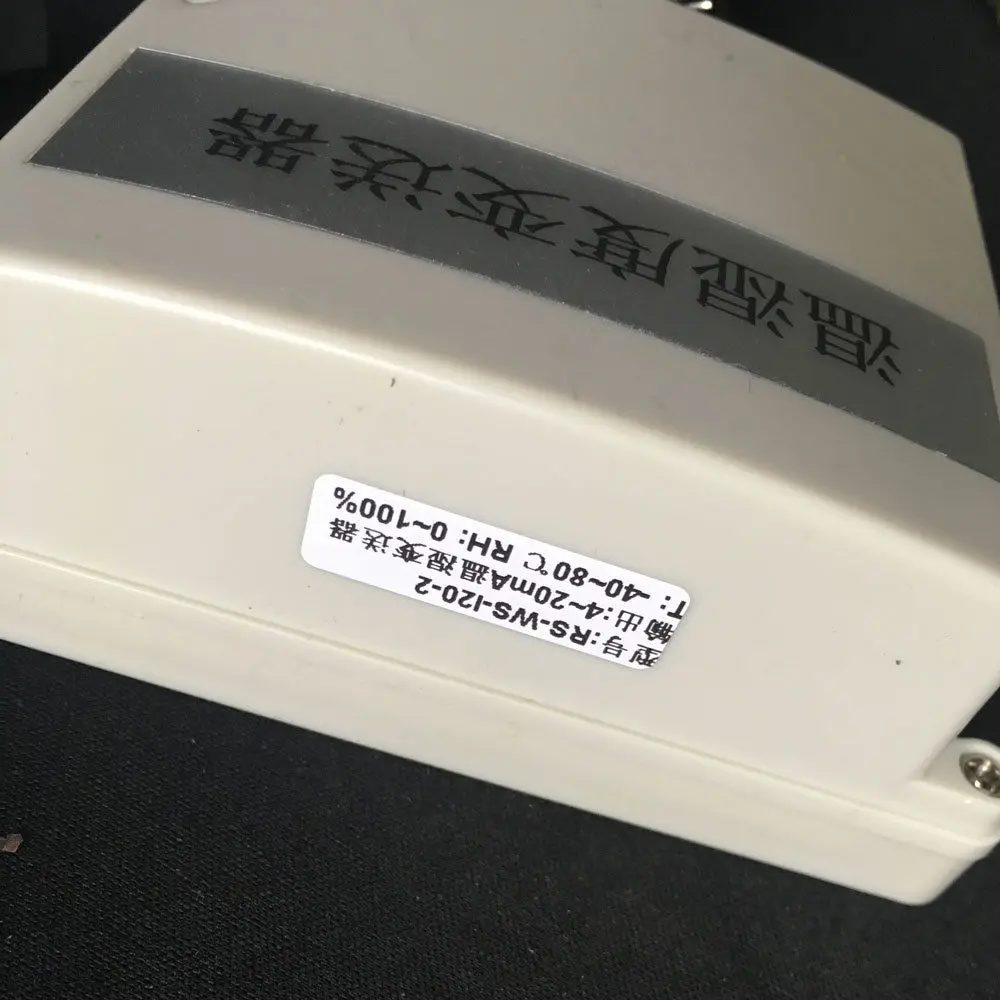 温湿度变送器
型号:RS-WS-I20-2
输出:4~20mA温湿变送器
T: -40~80℃ RH: 0~100%